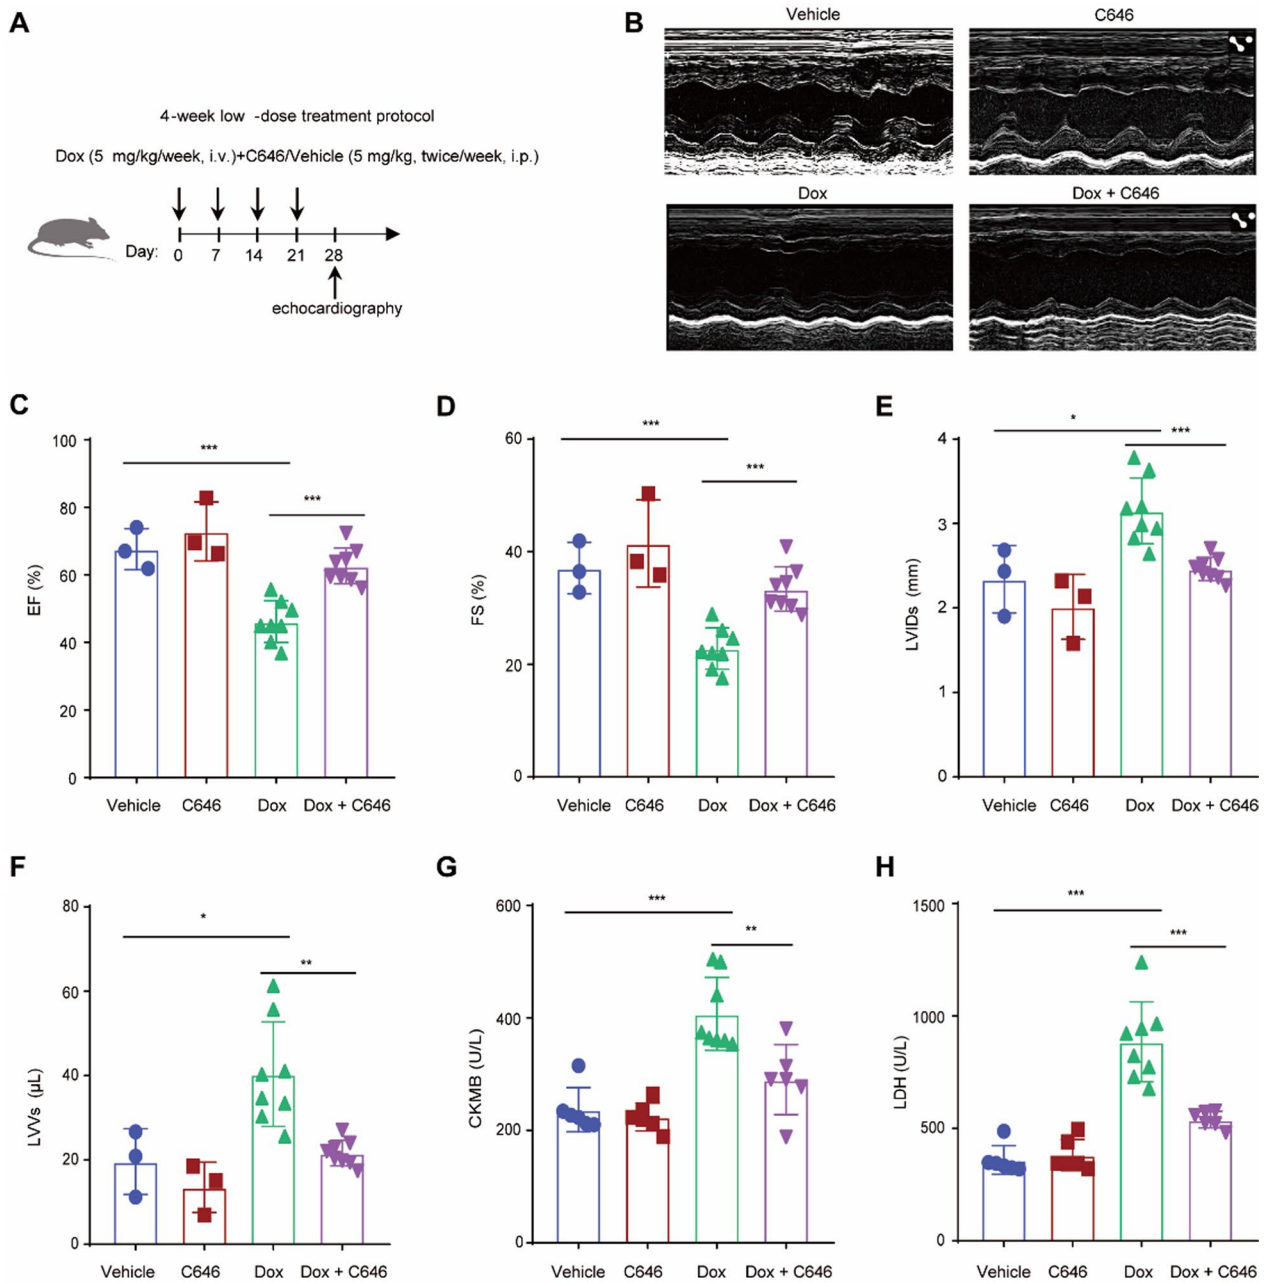 A
4-week low -dose treatment protocol
Dox (5 mg/kg/week, i.v.)+C646/Vehicle (5 mg/kg, twice/week, i.p.)
Day: 0 7 14 21 28
echocardiography
B
Vehicle C646
Dox Dox + C646
C
EF (%)
100
80
60
40
20
0
***
***
Vehicle C646 Dox Dox + C646
D
FS (%)
60
40
20
0
***
***
Vehicle C646 Dox Dox + C646
E
LVIDs (mm)
4
3
2
1
0
*
***
Vehicle C646 Dox Dox + C646
F
LVVs (µL)
80
60
40
20
0
*
**
Vehicle C646 Dox Dox + C646
G
CKMB (U/L)
600
400
200
0
***
**
Vehicle C646 Dox Dox + C646
H
LDH (U/L)
1500
1000
500
0
***
***
Vehicle C646 Dox Dox + C646